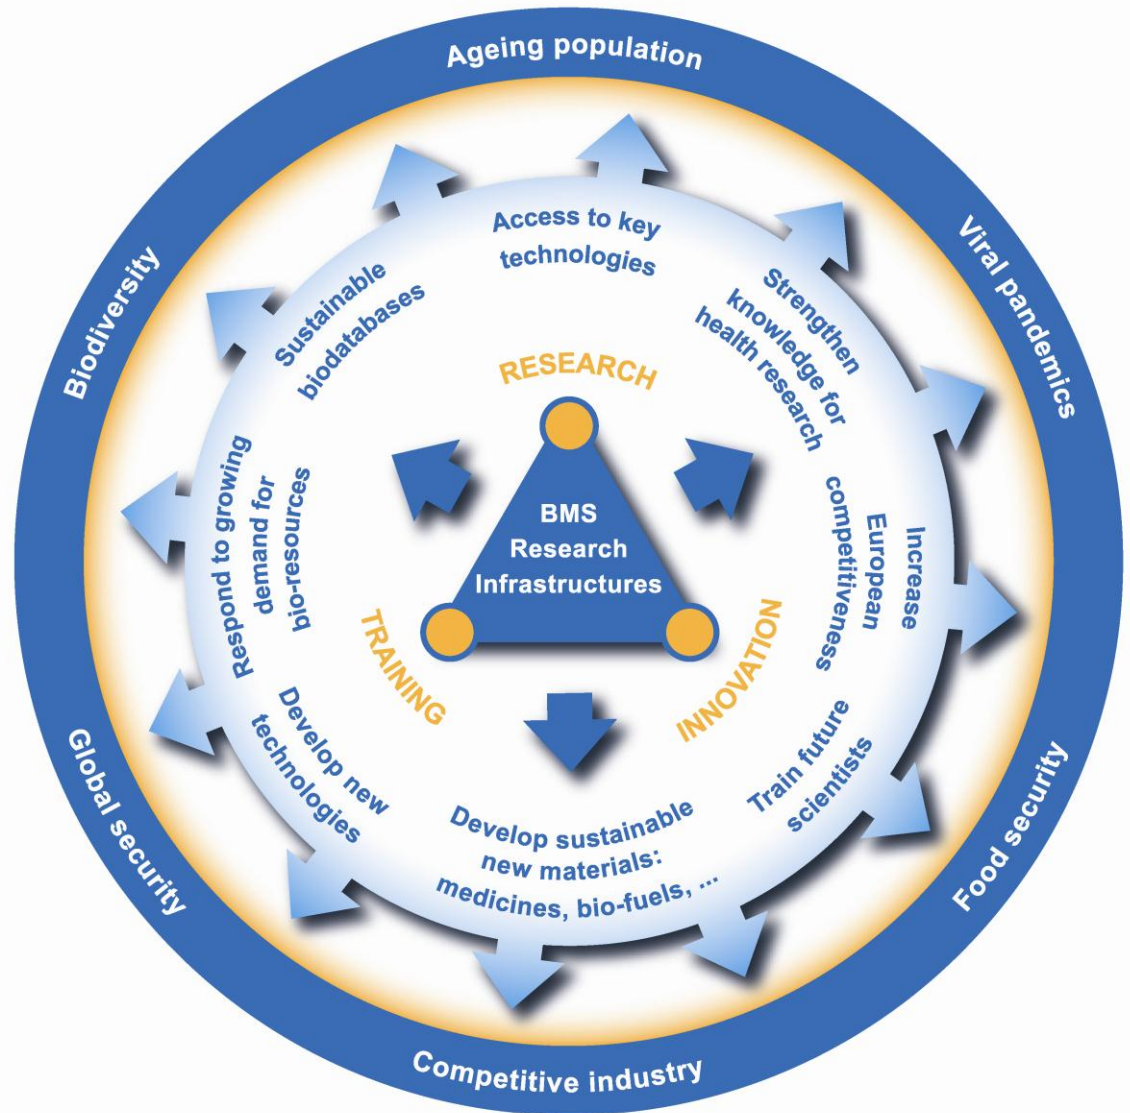 Ageing population
Viral pandemics
Food security
Competitive industry
Global security
Biodiversity
Access to key
technologies
Strengthen
knowledge for
health research
Increase
European
competitiveness
Train future
scientists
Develop sustainable
new materials:
medicines, bio-fuels, ...
Develop new
technologies
Respond to growing
demand for
bio-resources
Sustainable
biodatabases
RESEARCH
INNOVATION
TRAINING
BMS
Research
Infrastructures